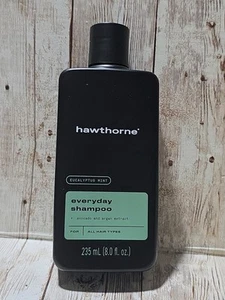 hawthorne
EUCALYPTUS MINT
everyday
shampoo
FOR ALL HAIR TYPES
235 mL (8.0 fl. oz.)